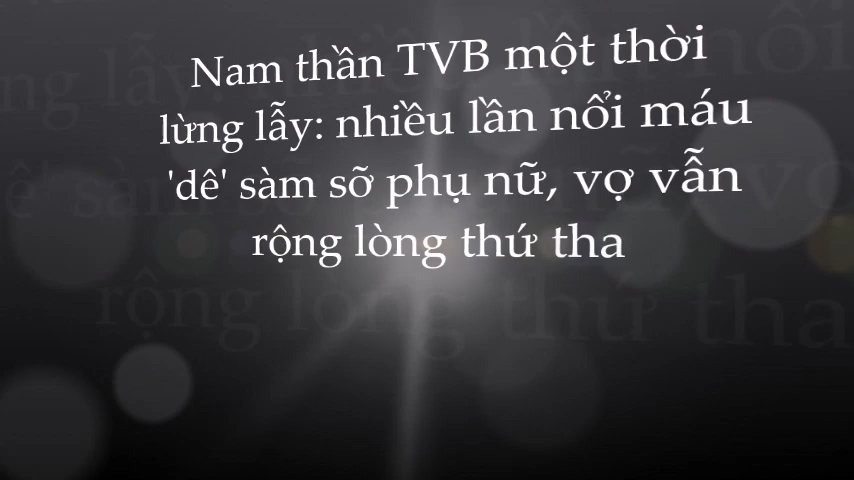 Nam thần TVB một thời
lừng lẫy: nhiều lần nổi máu
'dê' sàm sỡ phụ nữ, vợ vẫn
rộng lòng thứ tha